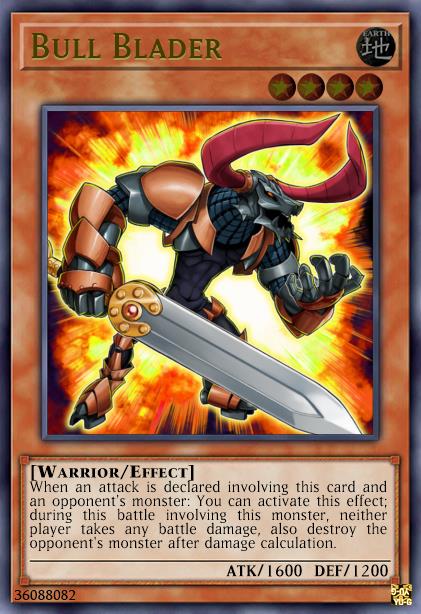 Bull Blader
EARTH
地
[Warrior/Effect]
When an attack is declared involving this card and
an opponent's monster: You can activate this effect;
during this battle involving this monster, neither
player takes any battle damage, also destroy the
opponent's monster after damage calculation.
ATK/1600 DEF/1200
36088082